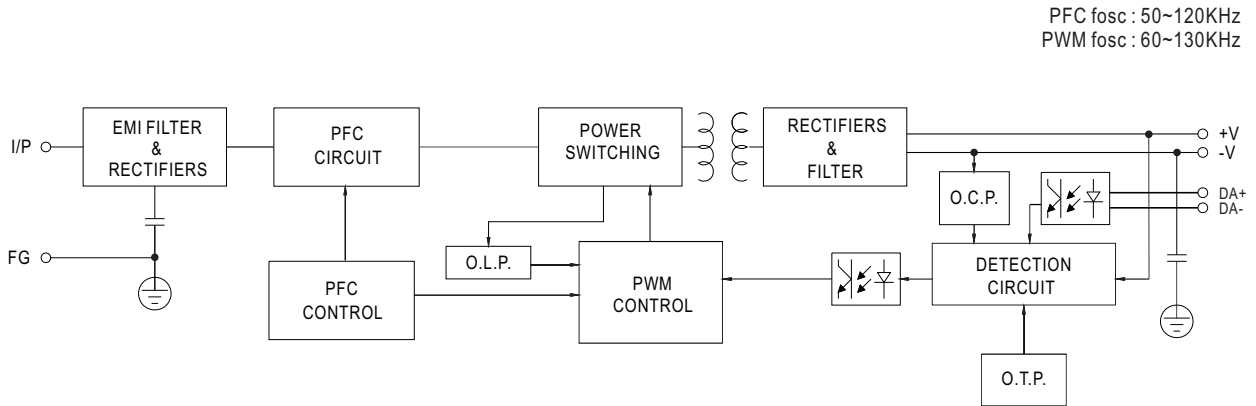 PFC fosc : 50~120KHz
PWM fosc : 60~130KHz
I/P
EMI FILTER
&
RECTIFIERS
PFC
CIRCUIT
POWER
SWITCHING
RECTIFIERS
&
FILTER
+V
-V
DA+
DA-
O.C.P.
FG
O.L.P.
PFC
CONTROL
PWM
CONTROL
DETECTION
CIRCUIT
O.T.P.